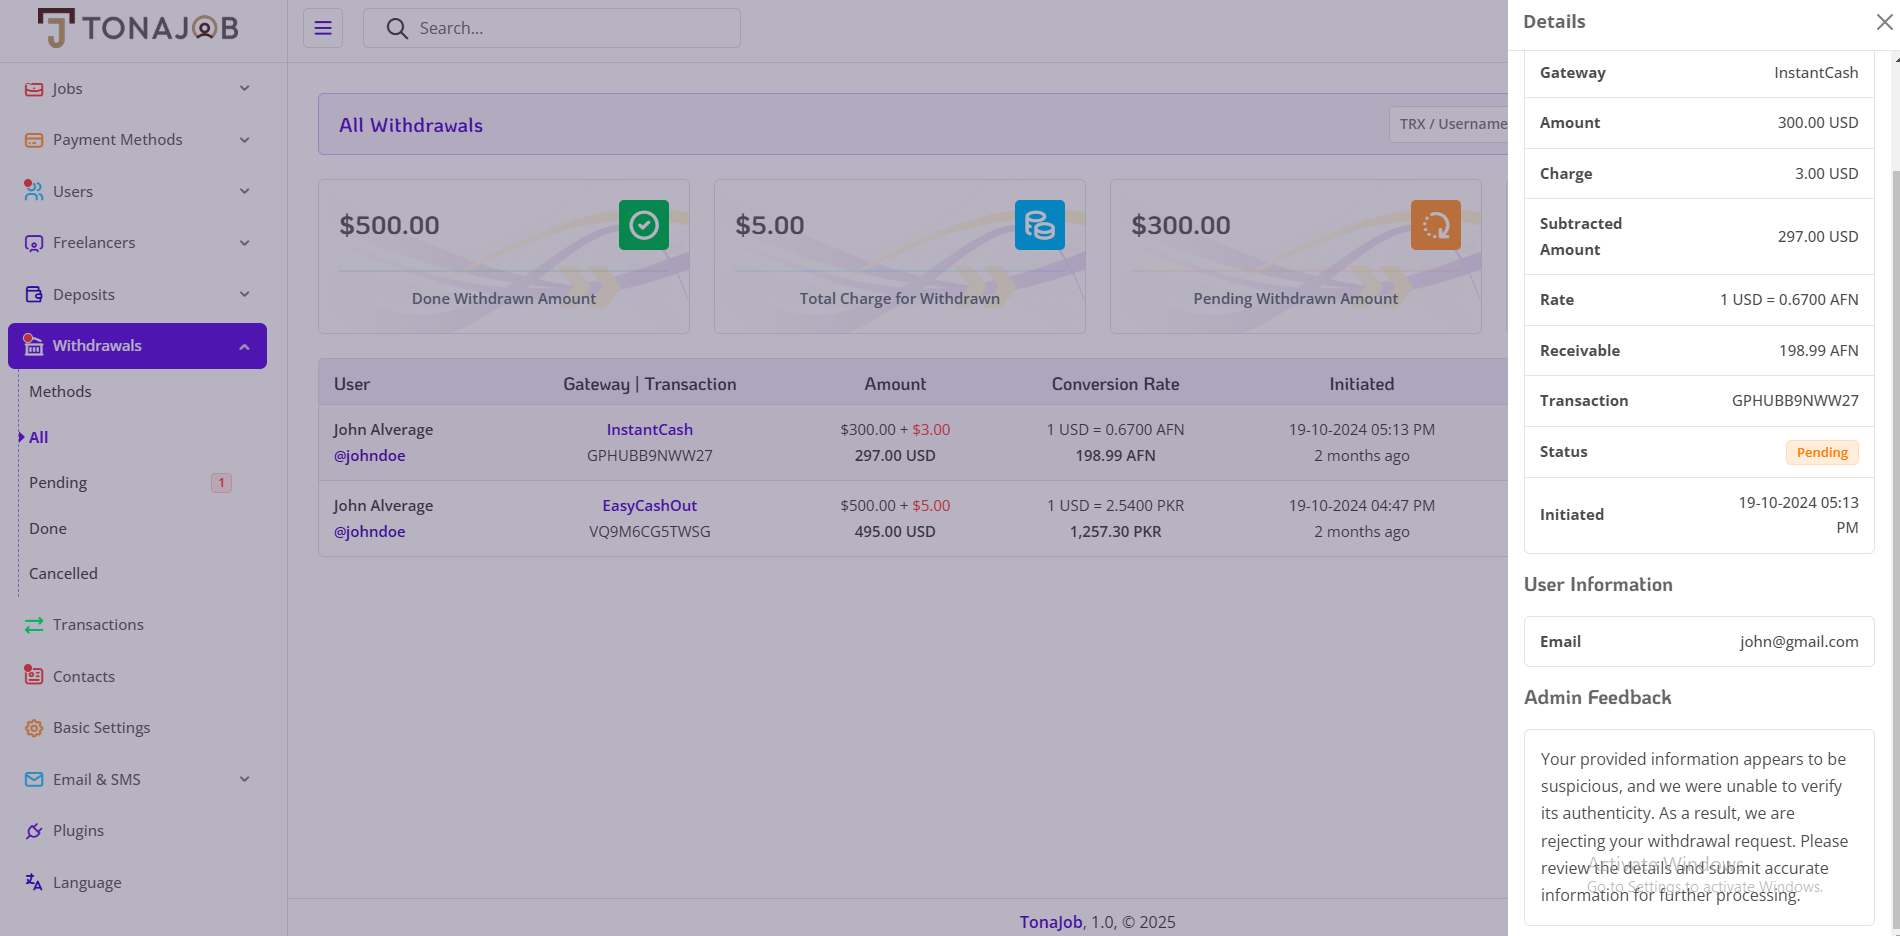 TONAJOB
Search...
Jobs
Payment Methods
Users
Freelancers
Deposits
Withdrawals
Methods
All
Pending 1
Done
Cancelled
Transactions
Contacts
Basic Settings
Email & SMS
Plugins
Language
All Withdrawals
TRX / Username
$500.00
Done Withdrawn Amount
$5.00
Total Charge for Withdrawn
$300.00
Pending Withdrawn Amount
User Gateway | Transaction Amount Conversion Rate Initiated
John Alverage InstantCash $300.00 + $3.00 1 USD = 0.6700 AFN 19-10-2024 05:13 PM
@johndoe GPHUBB9NWW27 297.00 USD 198.99 AFN 2 months ago
John Alverage EasyCashOut $500.00 + $5.00 1 USD = 2.5400 PKR 19-10-2024 04:47 PM
@johndoe VQ9M6CG5TWSG 495.00 USD 1,257.30 PKR 2 months ago
TonaJob, 1.0, © 2025
Details
Gateway InstantCash
Amount 300.00 USD
Charge 3.00 USD
Subtracted
Amount 297.00 USD
Rate 1 USD = 0.6700 AFN
Receivable 198.99 AFN
Transaction GPHUBB9NWW27
Status Pending
Initiated 19-10-2024 05:13
PM
User Information
Email john@gmail.com
Admin Feedback
Your provided information appears to be
suspicious, and we were unable to verify
its authenticity. As a result, we are
rejecting your withdrawal request. Please
review the details and submit accurate
information for further processing.
Activate Windows
Go to Settings to activate Windows.